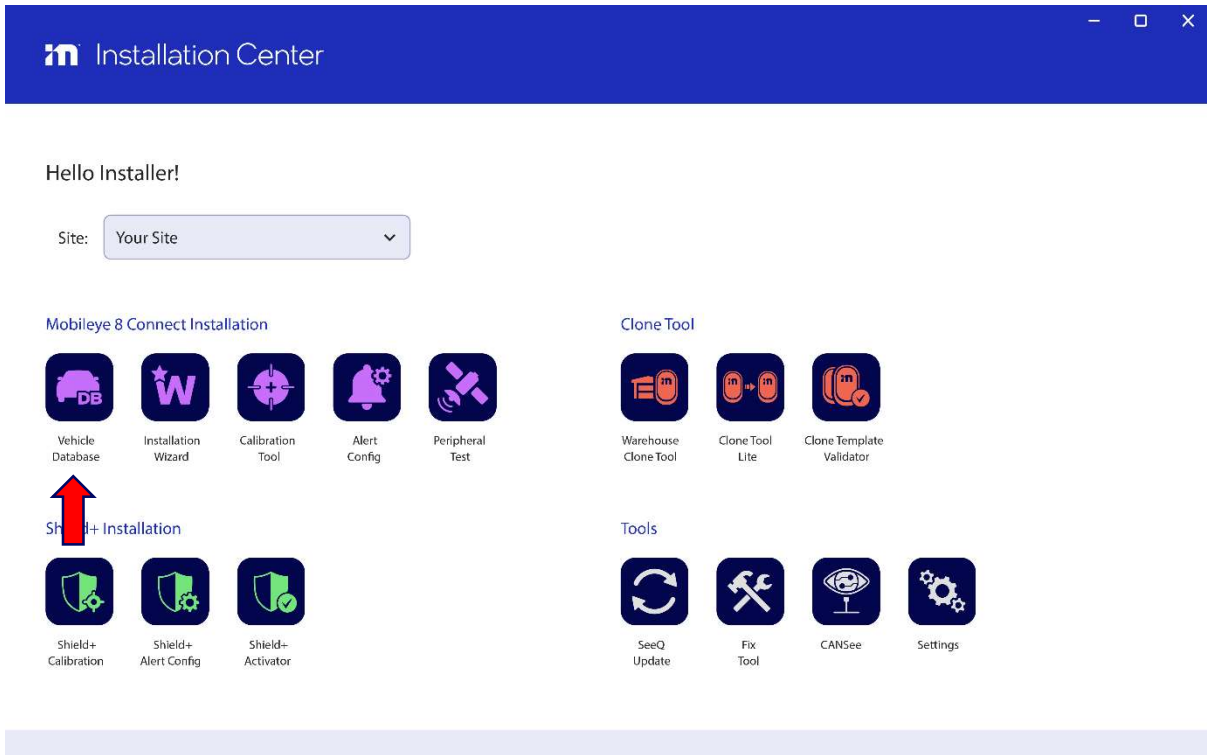 Installation Center
Hello Installer!
Site: Your Site
Mobileye 8 Connect Installation
Vehicle Database
Installation Wizard
Calibration Tool
Alert Config
Peripheral Test
Clone Tool
Warehouse Clone Tool
Clone Tool Lite
Clone Template Validator
Shield+ Installation
Shield+ Calibration
Shield+ Alert Config
Shield+ Activator
Tools
SeeQ Update
Fix Tool
CANSee
Settings